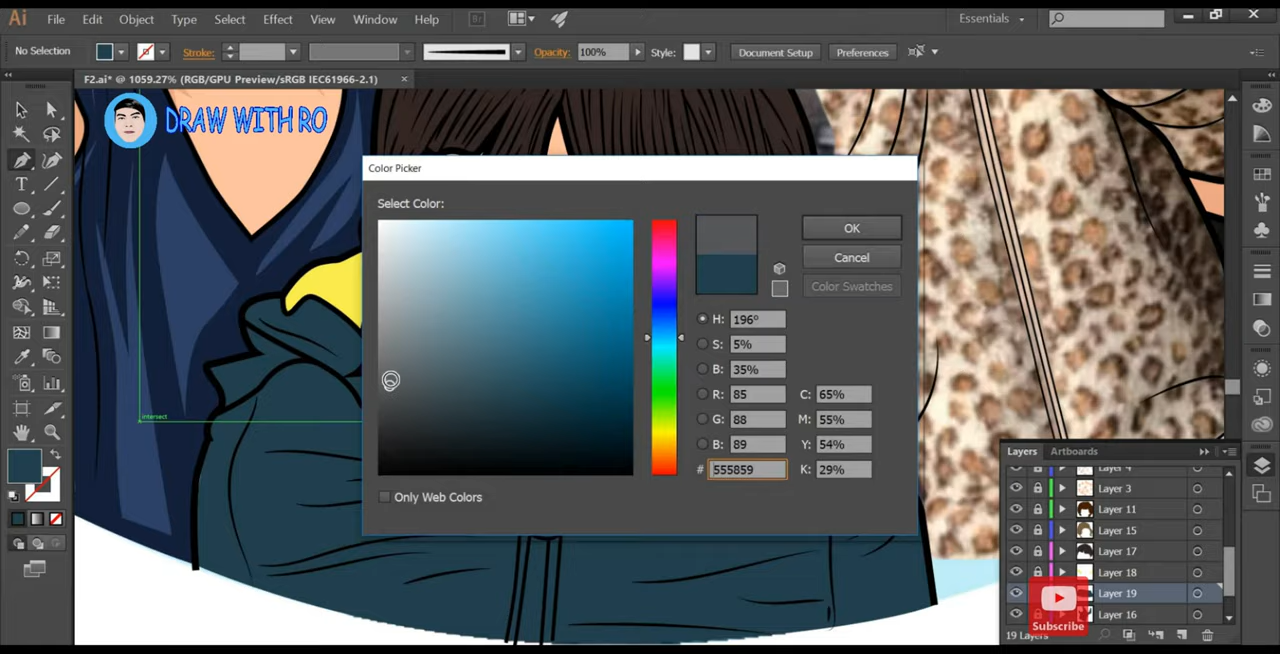 Ai File Edit Object Type Select Effect View Window Help Br Essentials
No Selection Stroke: Opacity: 100% Style: Document Setup Preferences
F2.ai* @ 1059.27% (RGB/GPU Preview/sRGB IEC61966-2.1) ×
DRAW WITH RO
Color Picker
Select Color:
OK
Cancel
Color Swatches
H: 196°
S: 5%
B: 35%
R: 85 C: 65%
G: 88 M: 55%
B: 89 Y: 54%
# 555859 K: 29%
Only Web Colors
intersect
Layers Artboards
Layer 4
Layer 3
Layer 11
Layer 15
Layer 17
Layer 18
Layer 19
Layer 16
Subscribe
19 Layers